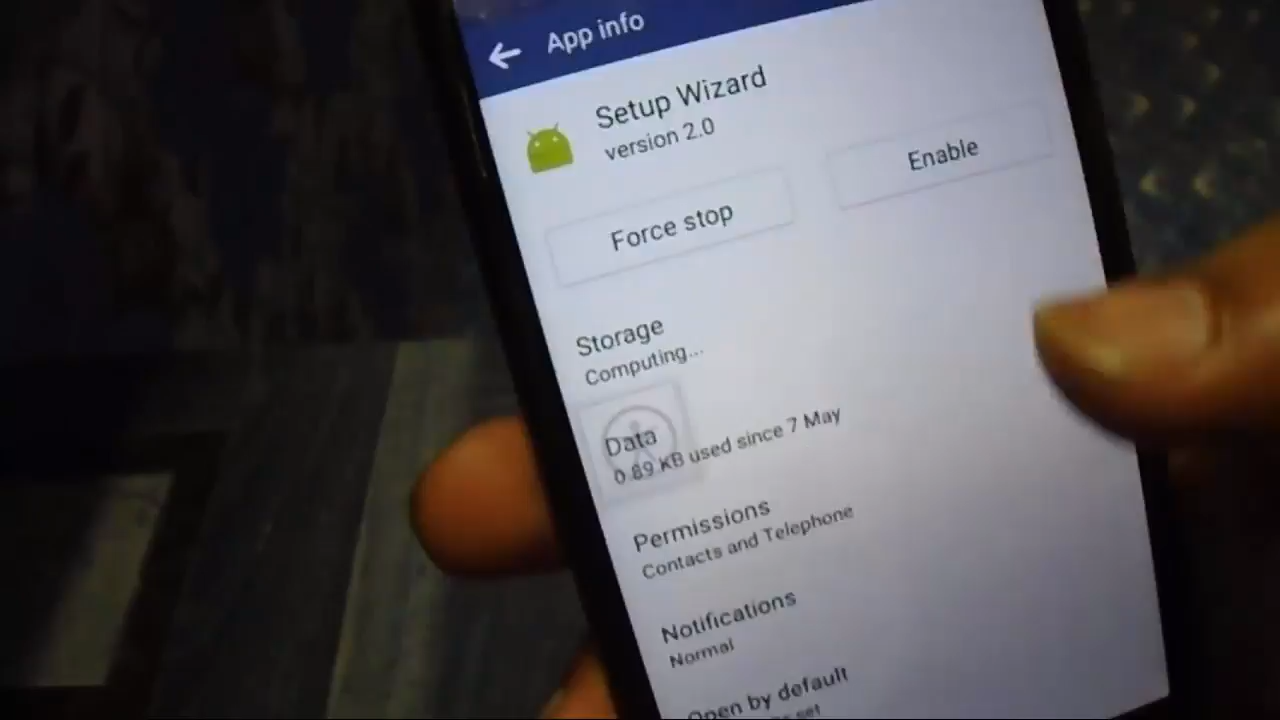 App info
Setup Wizard
version 2.0
Force stop
Enable
Storage
Computing...
Data
0.89 KB used since 7 May
Permissions
Contacts and Telephone
Notifications
Normal
Open by default
set